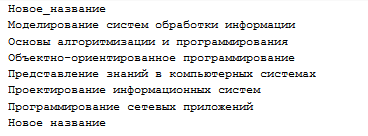 Новое_название
Моделирование систем обработки информации
Основы алгоритмизации и программирования
Объектно-ориентированное программирование
Представление знаний в компьютерных системах
Проектирование информационных систем
Программирование сетевых приложений
Новое название